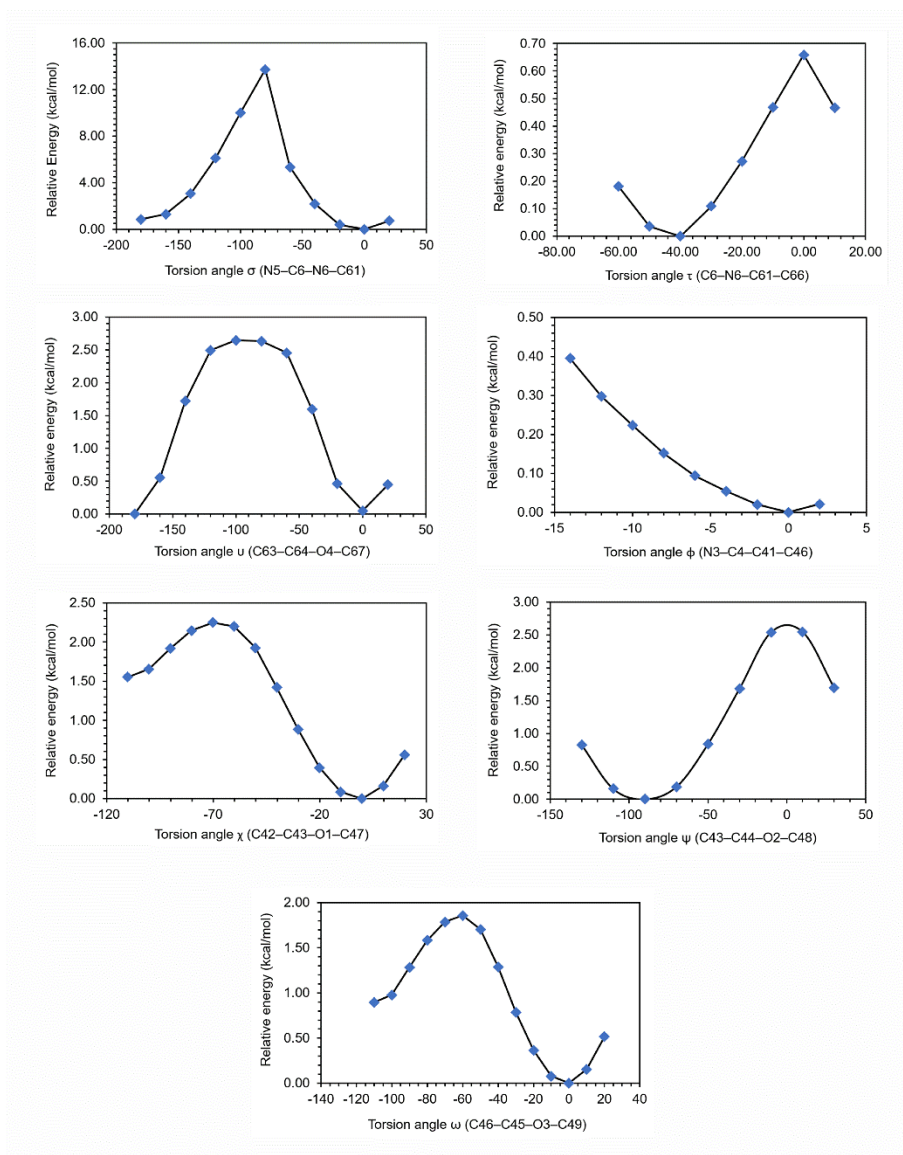 Relative Energy (kcal/mol)
16.00
12.00
8.00
4.00
0.00
-200 -150 -100 -50 0 50
Torsion angle σ (N5–C6–N6–C61)
Relative energy (kcal/mol)
0.70
0.60
0.50
0.40
0.30
0.20
0.10
0.00
-80.00 -60.00 -40.00 -20.00 0.00 20.00
Torsion angle τ (C6–N6–C61–C66)
Relative energy (kcal/mol)
3.00
2.50
2.00
1.50
1.00
0.50
0.00
-200 -150 -100 -50 0 50
Torsion angle υ (C63–C64–O4–C67)
Relative energy (kcal/mol)
0.50
0.40
0.30
0.20
0.10
0.00
-15 -10 -5 0 5
Torsion angle ϕ (N3–C4–C41–C46)
Relative energy (kcal/mol)
2.50
2.00
1.50
1.00
0.50
0.00
-120 -70 -20 30
Torsion angle χ (C42–C43–O1–C47)
Relative energy (kcal/mol)
3.00
2.50
2.00
1.50
1.00
0.50
0.00
-150 -100 -50 0 50
Torsion angle ψ (C43–C44–O2–C48)
Relative energy (kcal/mol)
2.00
1.50
1.00
0.50
0.00
-140 -120 -100 -80 -60 -40 -20 0 20 40
Torsion angle ω (C46–C45–O3–C49)